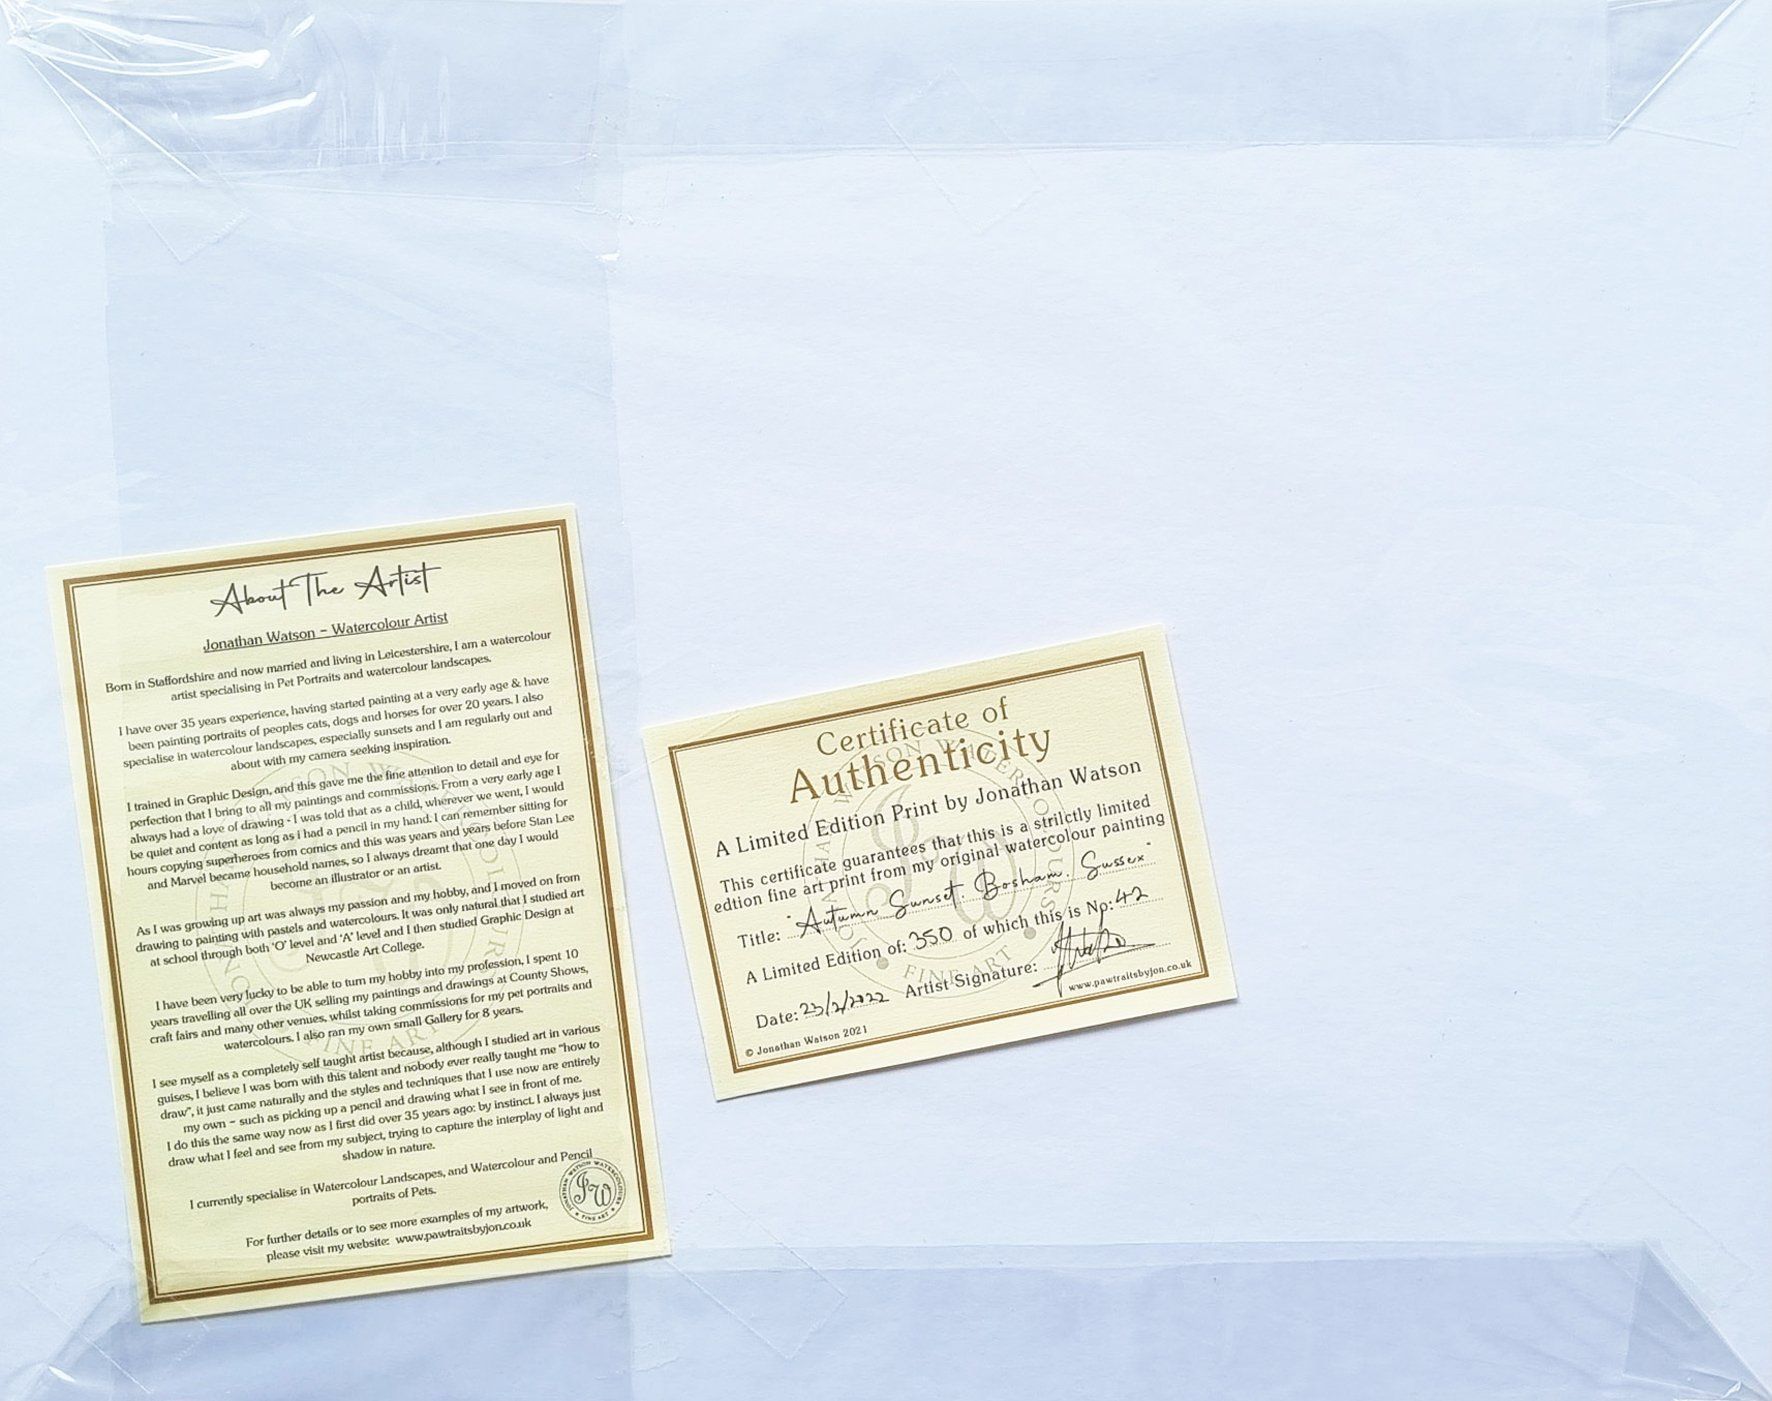 About The Artist
Jonathan Watson - Watercolour Artist
Born in Staffordshire and now married and living in Leicestershire, I am a watercolour
artist specialising in Pet Portraits and watercolour landscapes.
I have over 35 years experience, having started painting at a very early age & have
been painting portraits of peoples cats, dogs and horses for over 20 years. I also
specialise in watercolour landscapes, especially sunsets and I am regularly out and
about with my camera seeking inspiration.
I trained in Graphic Design, and this gave me the fine attention to detail and eye for
perfection that I bring to all my paintings and commissions. From a very early age I
always had a love of drawing - I was told that as a child, wherever we went, I would
be quiet and content as long as i had a pencil in my hand. I can remember sitting for
hours copying superheroes from comics and this was years and years before Stan Lee
and Marvel became household names, so I always dreamt that one day I would
become an illustrator or an artist.
As I was growing up art was always my passion and my hobby, and I moved on from
drawing to painting with pastels and watercolours. It was only natural that I studied art
at school through both 'O' level and 'A' level and I then studied Graphic Design at
Newcastle Art College.
I have been very lucky to be able to turn my hobby into my profession, I spent 10
years travelling all over the UK selling my paintings and drawings at County Shows,
craft fairs and many other venues, whilst taking commissions for my pet portraits and
watercolours. I also ran my own small Gallery for 8 years.
I see myself as a completely self taught artist because, although I studied art in various
guises, I believe I was born with this talent and nobody ever really taught me "how to
draw", it just came naturally and the styles and techniques that I use now are entirely
my own - such as picking up a pencil and drawing what I see in front of me.
I do this the same way now as I first did over 35 years ago: by instinct. I always just
draw what I feel and see from my subject, trying to capture the interplay of light and
shadow in nature.
I currently specialise in Watercolour Landscapes, and Watercolour and Pencil
portraits of Pets.
For further details or to see more examples of my artwork,
please visit my website: www.pawtraitsbyjon.co.uk
JONATHAN WATSON WATERCOLOURS
JW
FINE ART
Certificate of
Authenticity
A Limited Edition Print by Jonathan Watson
This certificate guarantees that this is a strilctly limited
edtion fine art print from my original watercolour painting
Title: "Autumn Sunset. Bosham. Sussex"
A Limited Edition of: 350 of which this is No: 42
Date: 23/2/2022 Artist Signature:
www.pawtraitsbyjon.co.uk
© Jonathan Watson 2021